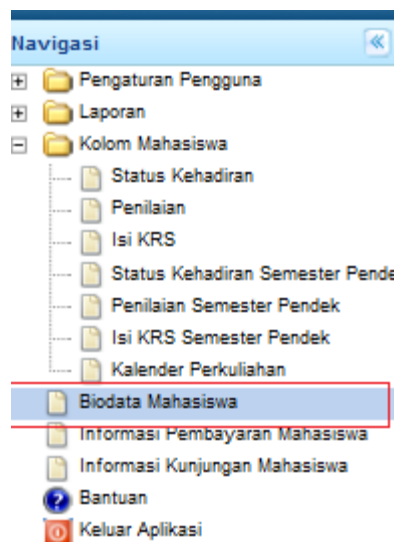 Navigasi
Pengaturan Pengguna
Laporan
Kolom Mahasiswa
Status Kehadiran
Penilaian
Isi KRS
Status Kehadiran Semester Pende
Penilaian Semester Pendek
Isi KRS Semester Pendek
Kalender Perkuliahan
Biodata Mahasiswa
Informasi Pembayaran Mahasiswa
Informasi Kunjungan Mahasiswa
Bantuan
Keluar Aplikasi